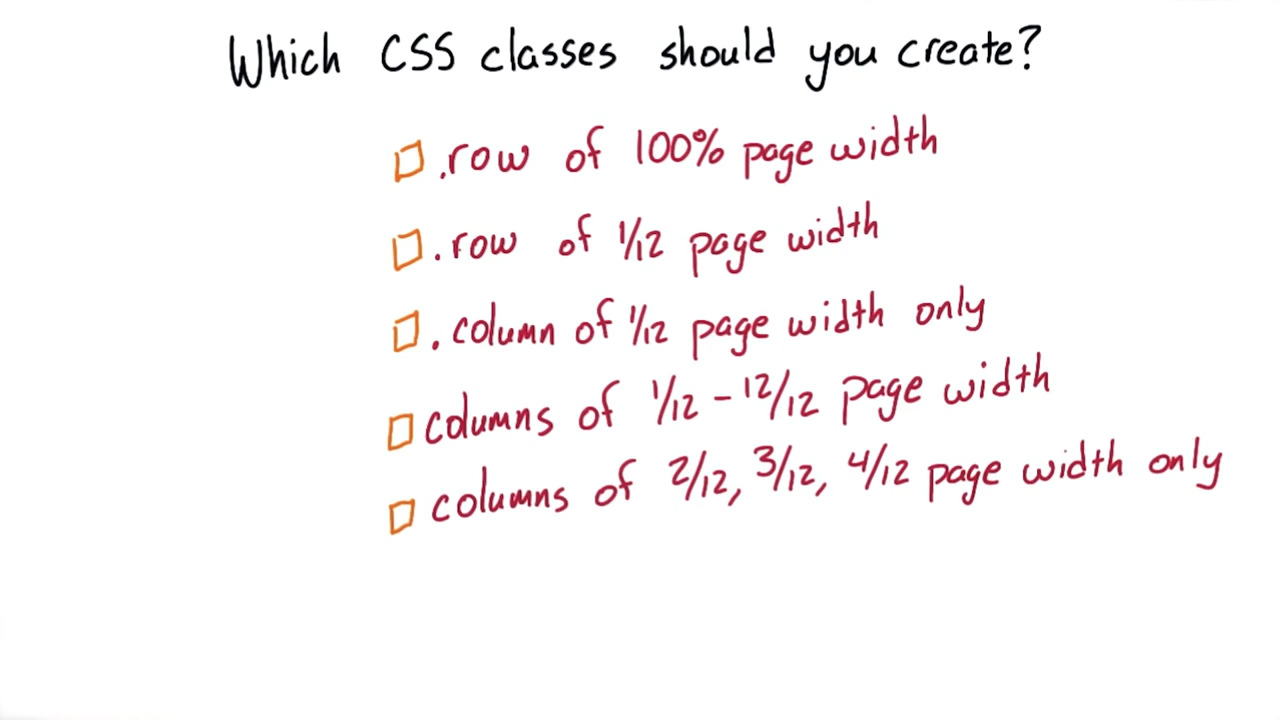 Which CSS classes should you create?
.row of 100% page width
.row of 1/12 page width
.column of 1/12 page width only
columns of 1/12 - 12/12 page width
columns of 2/12, 3/12, 4/12 page width only